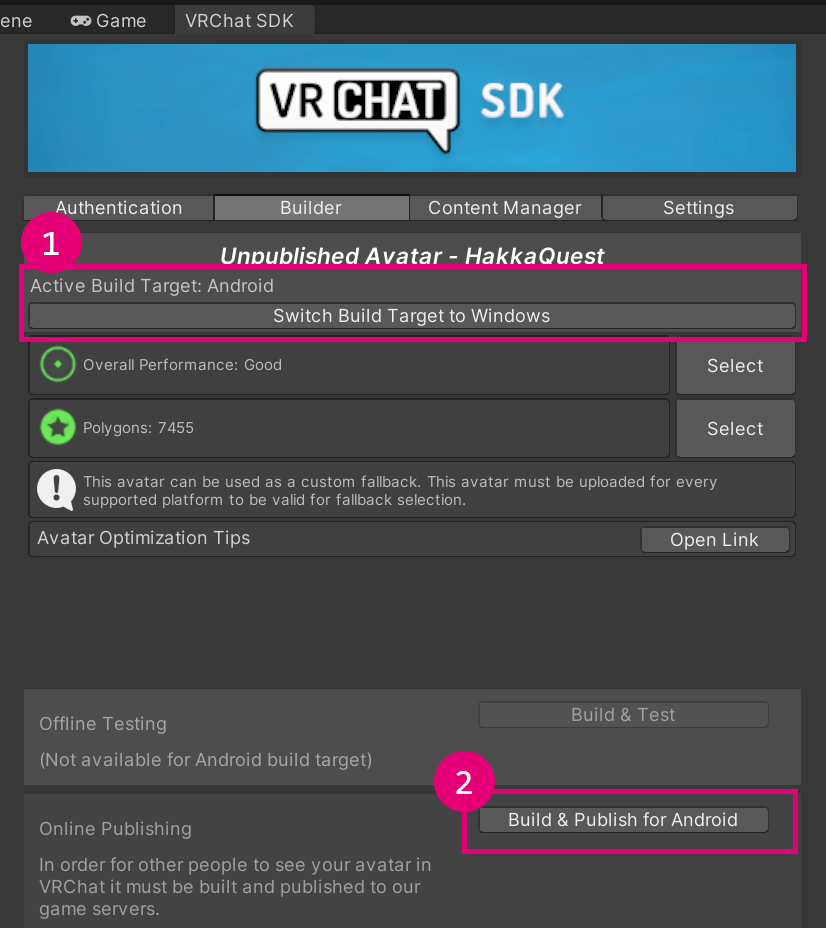 ene Game VRChat SDK
VR CHAT SDK
Authentication Builder Content Manager Settings
1
Unpublished Avatar - HakkaQuest
Active Build Target: Android
Switch Build Target to Windows
Overall Performance: Good Select
Polygons: 7455 Select
This avatar can be used as a custom fallback. This avatar must be uploaded for every
supported platform to be valid for fallback selection.
Avatar Optimization Tips Open Link
Offline Testing Build & Test
(Not available for Android build target)
2
Online Publishing Build & Publish for Android
In order for other people to see your avatar in
VRChat it must be built and published to our
game servers.